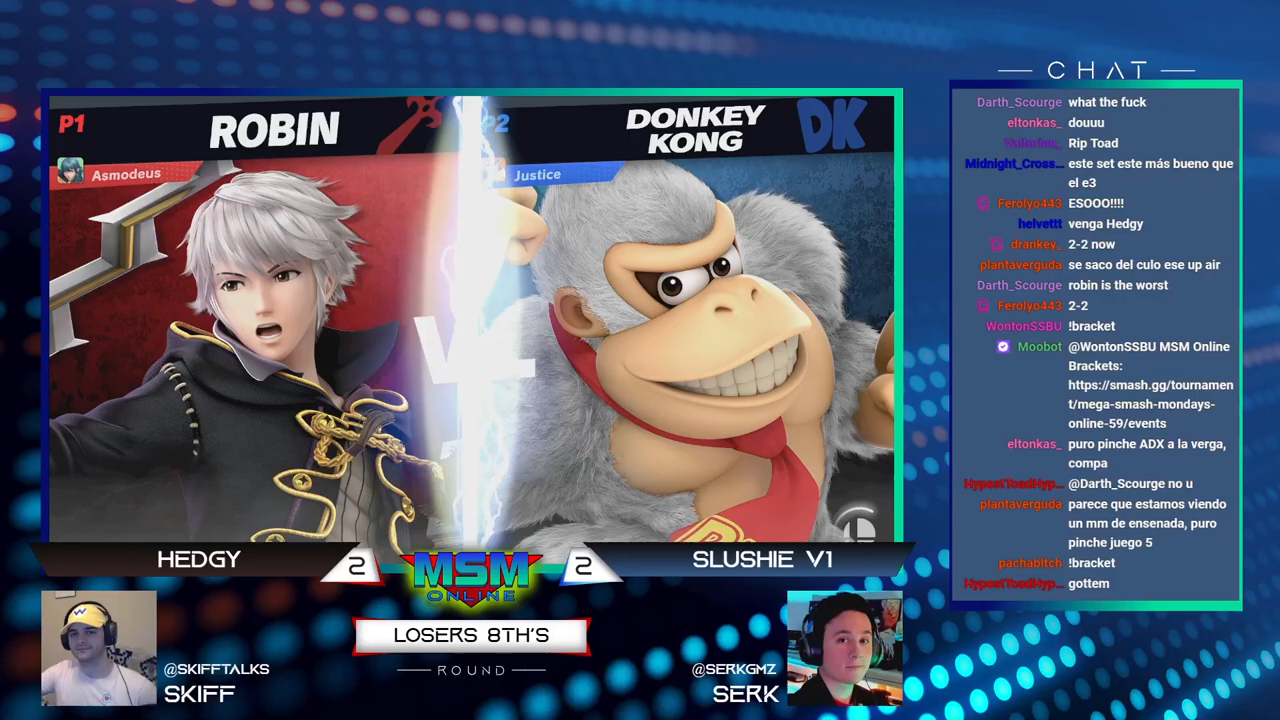 CHAT
P1
ROBIN
P2
DONKEY
KONG
DK
Asmodeus
Justice
HEDGY
2
MSM
ONLINE
2
SLUSHIE V1
LOSERS 8TH'S
ROUND
@SKIFFTALKS
SKIFF
@SERKGMZ
SERK
Darth_Scourge what the fuck
eltonkas_ douuu
Rip Toad
Midnight_Cross... este set este más bueno que
el e3
Ferolyo443 ESOOO!!!!
helvettt venga Hedgy
drankey_ 2-2 now
plantaverguda se saco del culo ese up air
Darth_Scourge robin is the worst
Ferolyo443 2-2
WontonSSBU !bracket
Moobot @WontonSSBU MSM Online
Brackets:
https://smash.gg/tournamen
t/mega-smash-mondays-
online-59/events
eltonkas_ puro pinche ADX a la verga,
compa
HypostToadHyp... @Darth_Scourge no u
plantaverguda parece que estamos viendo
un mm de ensenada, puro
pinche juego 5
pachabltch !bracket
HypostToadHyp... gottem